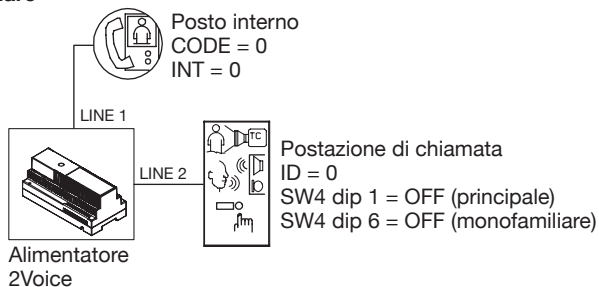 Posto interno
CODE = 0
INT = 0
LINE 1
TC
LINE 2
Postazione di chiamata
ID = 0
SW4 dip 1 = OFF (principale)
SW4 dip 6 = OFF (monofamiliare)
Alimentatore
2Voice